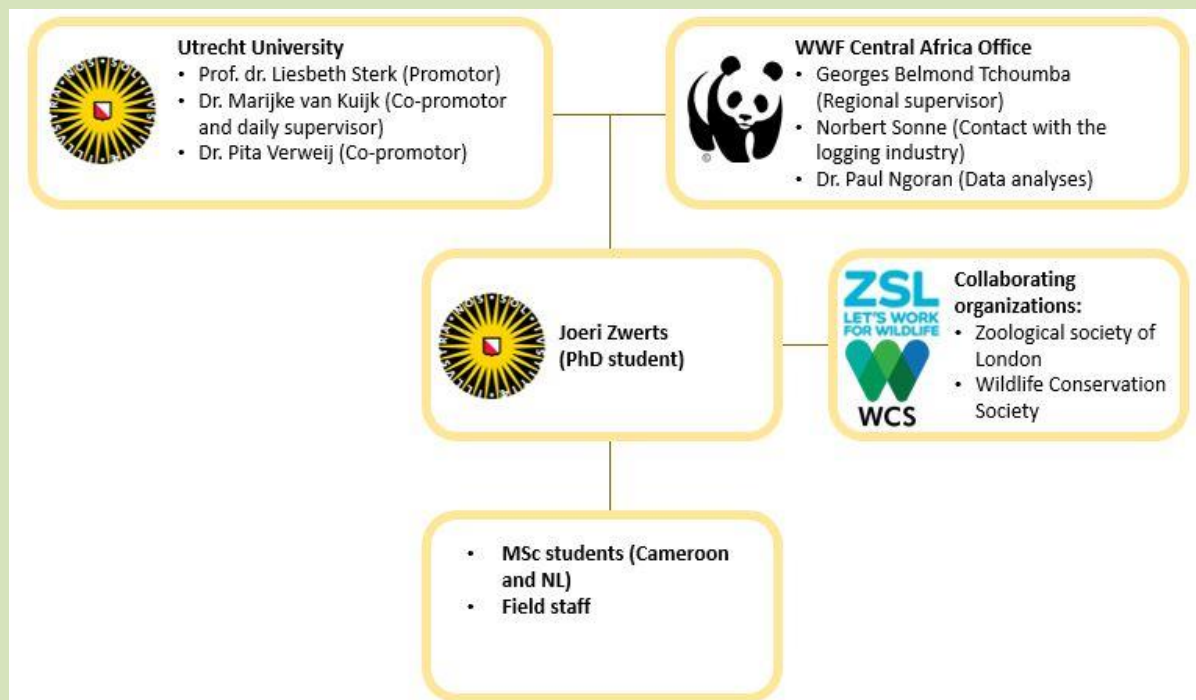 Utrecht University
• Prof. dr. Liesbeth Sterk (Promotor)
• Dr. Marijke van Kuijk (Co-promotor
and daily supervisor)
• Dr. Pita Verweij (Co-promotor)
WWF Central Africa Office
• Georges Belmond Tchoumba
(Regional supervisor)
• Norbert Sonne (Contact with the
logging industry)
• Dr. Paul Ngoran (Data analyses)
©
Joeri Zwerts
(PhD student)
ZSL
LET'S WORK
FOR WILDLIFE
WCS
Collaborating
organizations:
• Zoological society of
London
• Wildlife Conservation
Society
• MSc students (Cameroon
and NL)
• Field staff